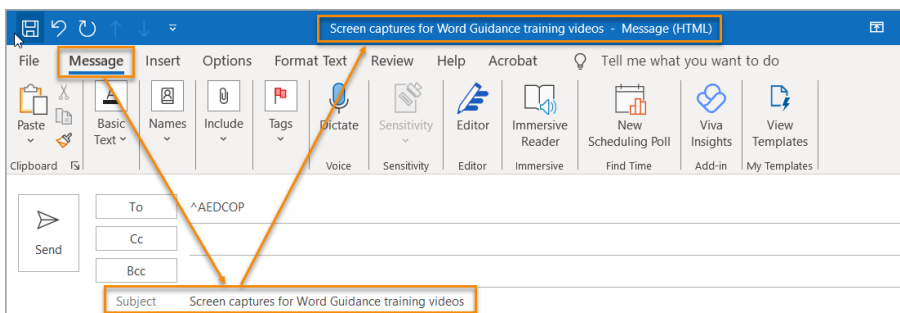 Screen captures for Word Guidance training videos - Message (HTML)
File Message Insert Options Format Text Review Help Acrobat Tell me what you want to do
Paste Basic Text Names Include Tags Dictate Sensitivity Editor Immersive Reader New Scheduling Poll Viva Insights View Templates
Clipboard Voice Sensitivity Editor Immersive Find Time Add-in My Templates
Send
To ^AEDCOP
Cc
Bcc
Subject Screen captures for Word Guidance training videos